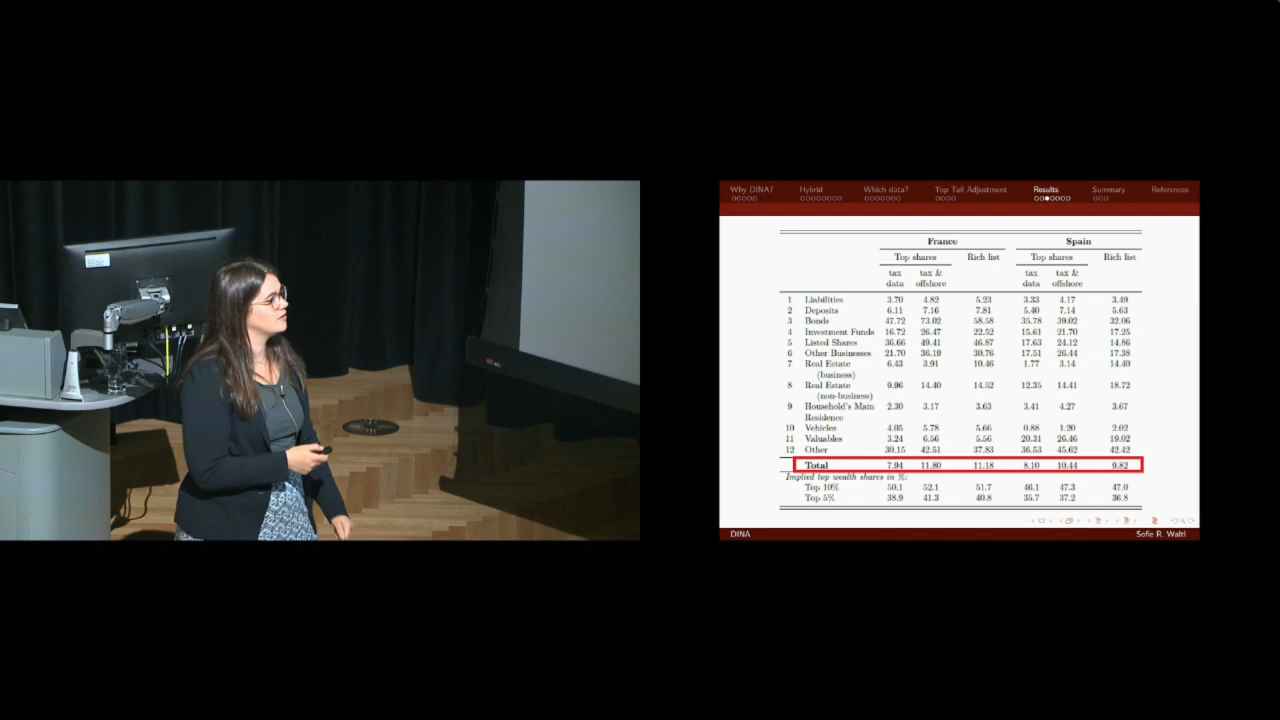 Why DINA? Hybrid Which data? Top Tail Adjustment Results Summary References
France Spain
Top shares Rich list Top shares Rich list
tax tax & tax tax &
data offshore data offshore
1 Liabilities 3.70 4.82 5.23 3.33 4.17 3.49
2 Deposits 6.11 7.16 7.81 5.40 7.14 5.63
3 Bonds 47.72 73.02 58.58 35.78 39.02 32.06
4 Investment Funds 16.72 26.47 22.52 15.61 21.70 17.25
5 Listed Shares 36.66 49.41 46.87 17.63 24.12 14.86
6 Other Businesses 21.70 36.19 30.76 17.51 26.44 17.38
7 Real Estate 6.43 3.91 10.46 1.77 3.14 14.40
(business)
8 Real Estate 9.96 14.40 14.52 12.35 14.41 18.72
(non-business)
9 Household's Main 2.30 3.17 3.63 3.41 4.27 3.67
Residence
10 Vehicles 4.05 5.78 5.66 0.88 1.20 2.02
11 Valuables 3.24 6.56 5.56 20.31 26.46 19.02
12 Other 30.15 42.51 37.83 36.53 45.62 42.42
Total 7.94 11.80 11.18 8.10 10.44 9.82
Implied top wealth shares in %:
Top 10% 50.1 52.1 51.7 46.1 47.3 47.0
Top 5% 38.9 41.3 40.8 35.7 37.2 36.8
DINA Sofie R. Waltl